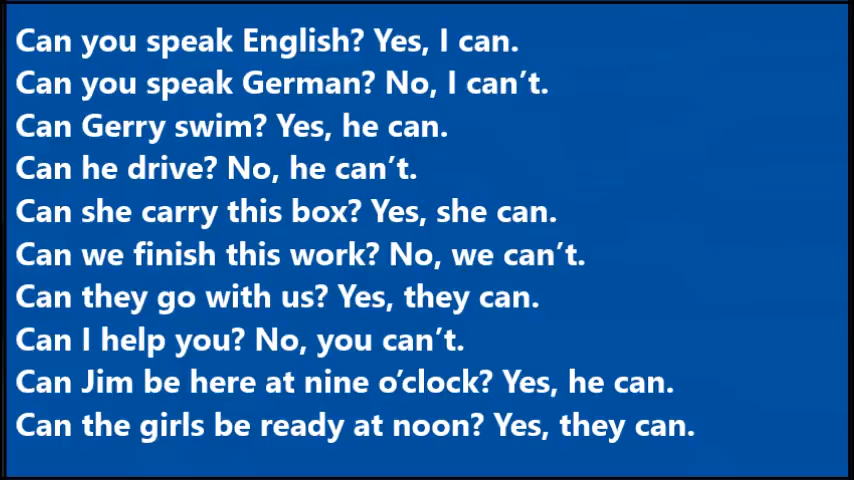 Can you speak English? Yes, I can.
Can you speak German? No, I can’t.
Can Gerry swim? Yes, he can.
Can he drive? No, he can’t.
Can she carry this box? Yes, she can.
Can we finish this work? No, we can’t.
Can they go with us? Yes, they can.
Can I help you? No, you can’t.
Can Jim be here at nine o’clock? Yes, he can.
Can the girls be ready at noon? Yes, they can.